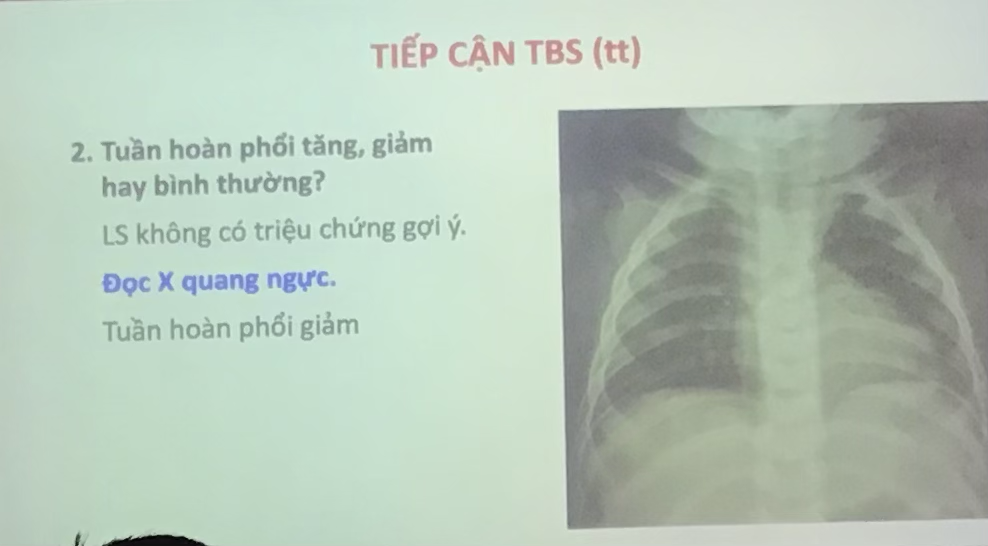 TIẾP CẬN TBS (tt)
2. Tuần hoàn phổi tăng, giảm
hay bình thường?
LS không có triệu chứng gợi ý.
Đọc X quang ngực.
Tuần hoàn phổi giảm